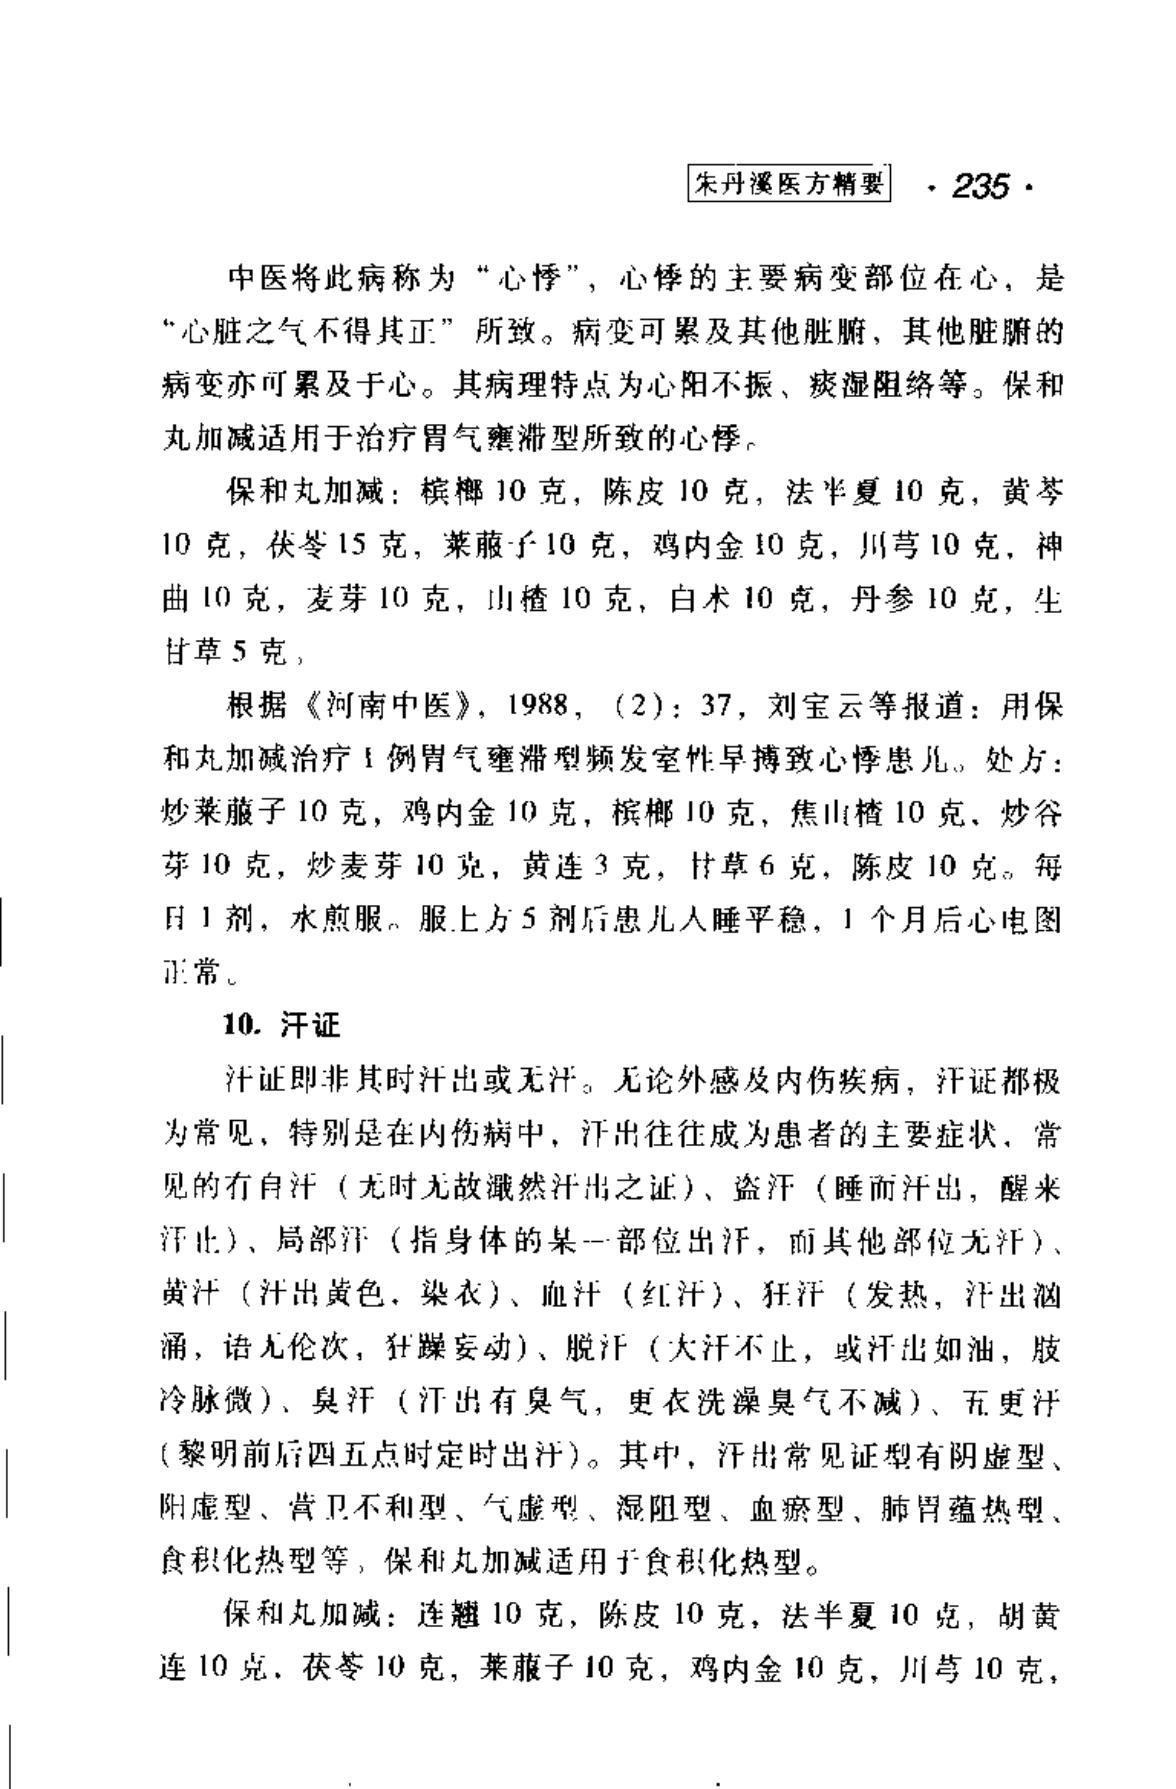 朱丹溪医方精要 ·235·
中医将此病称为“心悸”，心悸的主要病变部位在心，是
“心脏之气不得其正”所致。病变可累及其他脏腑，其他脏腑的
病变亦可累及于心。其病理特点为心阳不振、痰湿阻络等。保和
丸加减适用于治疗胃气壅滞型所致的心悸。
保和丸加减：槟榔10克，陈皮10克，法半夏10克，黄芩
10克，茯苓15克，莱菔子10克，鸡内金10克，川芎10克，神
曲10克，麦芽10克，山楂10克，白术10克，丹参10克，生
甘草5克。
根据《河南中医》，1988，（2）：37，刘宝云等报道：用保
和丸加减治疗1例胃气壅滞型频发室性早搏致心悸患儿。处方：
炒莱菔子10克，鸡内金10克，槟榔10克，焦山楂10克、炒谷
芽10克，炒麦芽10克，黄连3克，甘草6克，陈皮10克。每
日1剂，水煎服。服上方5剂后患儿入睡平稳，1个月后心电图
正常。
10. 汗证
汗证即非其时汗出或无汗。无论外感及内伤疾病，汗证都极
为常见，特别是在内伤病中，汗出往往成为患者的主要症状，常
见的有自汗（无时无故濈然汗出之证）、盗汗（睡而汗出，醒来
汗止）、局部汗（指身体的某一部位出汗，而其他部位无汗）、
黄汗（汗出黄色，染衣）、血汗（红汗）、狂汗（发热，汗出汹
涌，语无伦次，狂躁妄动）、脱汗（大汗不止，或汗出如油，肢
冷脉微）、臭汗（汗出有臭气，更衣洗澡臭气不减）、五更汗
（黎明前后四五点时定时出汗）。其中，汗出常见证型有阴虚型、
阳虚型、营卫不和型、气虚型、湿阻型、血瘀型、肺胃蕴热型、
食积化热型等，保和丸加减适用于食积化热型。
保和丸加减：连翘10克，陈皮10克，法半夏10克，胡黄
连10克，茯苓10克，莱菔子10克，鸡内金10克，川芎10克，